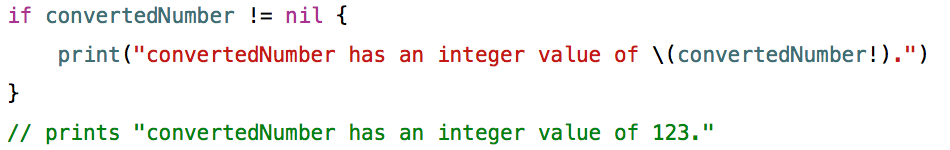 if convertedNumber != nil {
    print("convertedNumber has an integer value of \(convertedNumber!).")
}
// prints "convertedNumber has an integer value of 123."